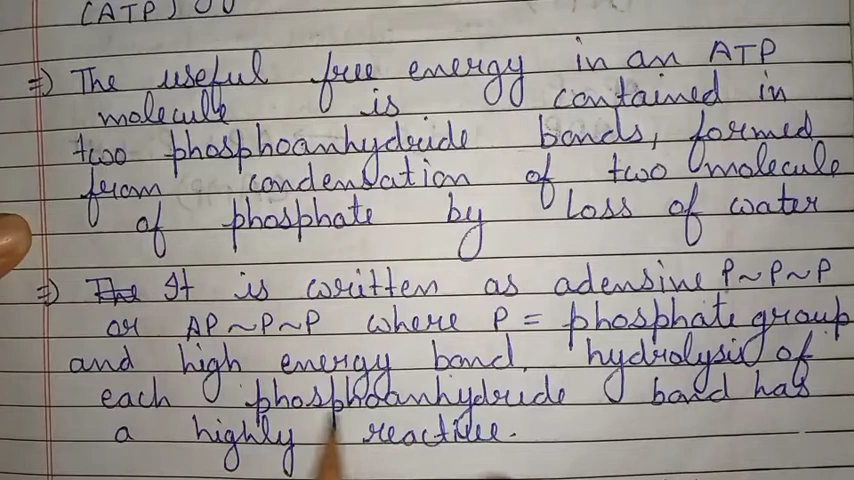 (ATP)
⇒ The useful free energy in an ATP
molecule is contained in
two phosphoanhydride bonds, formed
from condensation of two molecule
of phosphate by loss of water
⇒ The It is written as adensine P~P~P
or AP~P~P where P = phosphate group
and high energy bond. hydrolysis of
each phosphoanhydride bond has
a highly reactive.